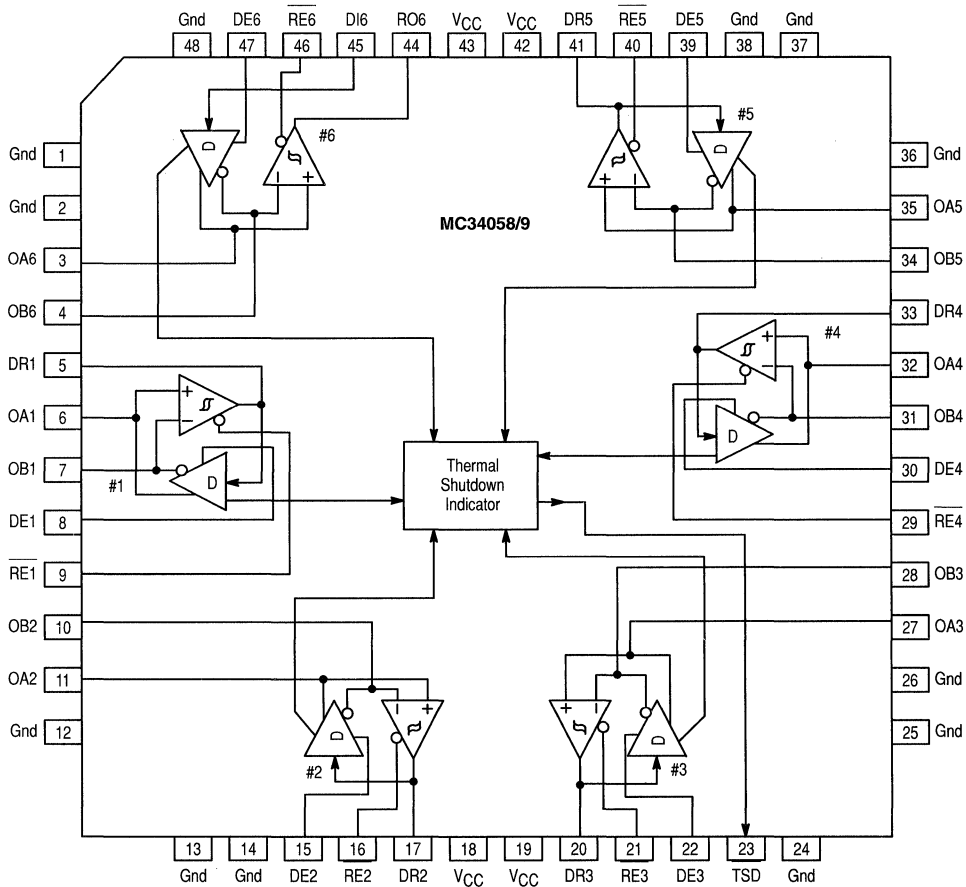 Gnd DE6 RE6 DI6 RO6 VCC VCC DR5 RE5 DE5 Gnd Gnd
48 47 46 45 44 43 42 41 40 39 38 37
#6 #5
D D
- + + -
Gnd 1 36 Gnd
MC34058/9
Gnd 2 35 OA5
OA6 3 34 OB5
OB6 4 33 DR4
#4
+
-
DR1 5 32 OA4
+
-
OA1 6 31 OB4
D
OB1 7 30 DE4
#1 D
Thermal
Shutdown
Indicator
DE1 8 29 RE4
RE1 9 28 OB3
OB2 10 27 OA3
OA2 11 26 Gnd
- + + -
Gnd 12 25 Gnd
D D
#2 #3
13 14 15 16 17 18 19 20 21 22 23 24
Gnd Gnd DE2 RE2 DR2 VCC VCC DR3 RE3 DE3 TSD Gnd